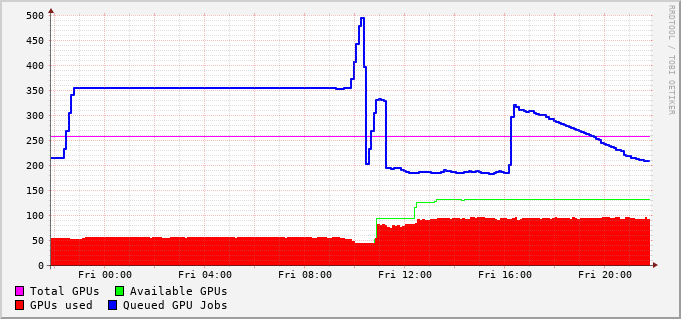 500
450
400
350
300
250
200
150
100
50
0
Fri 00:00 Fri 04:00 Fri 08:00 Fri 12:00 Fri 16:00 Fri 20:00
Total GPUs Available GPUs
GPUs used Queued GPU Jobs
RRDTOOL / TOBI OETIKER